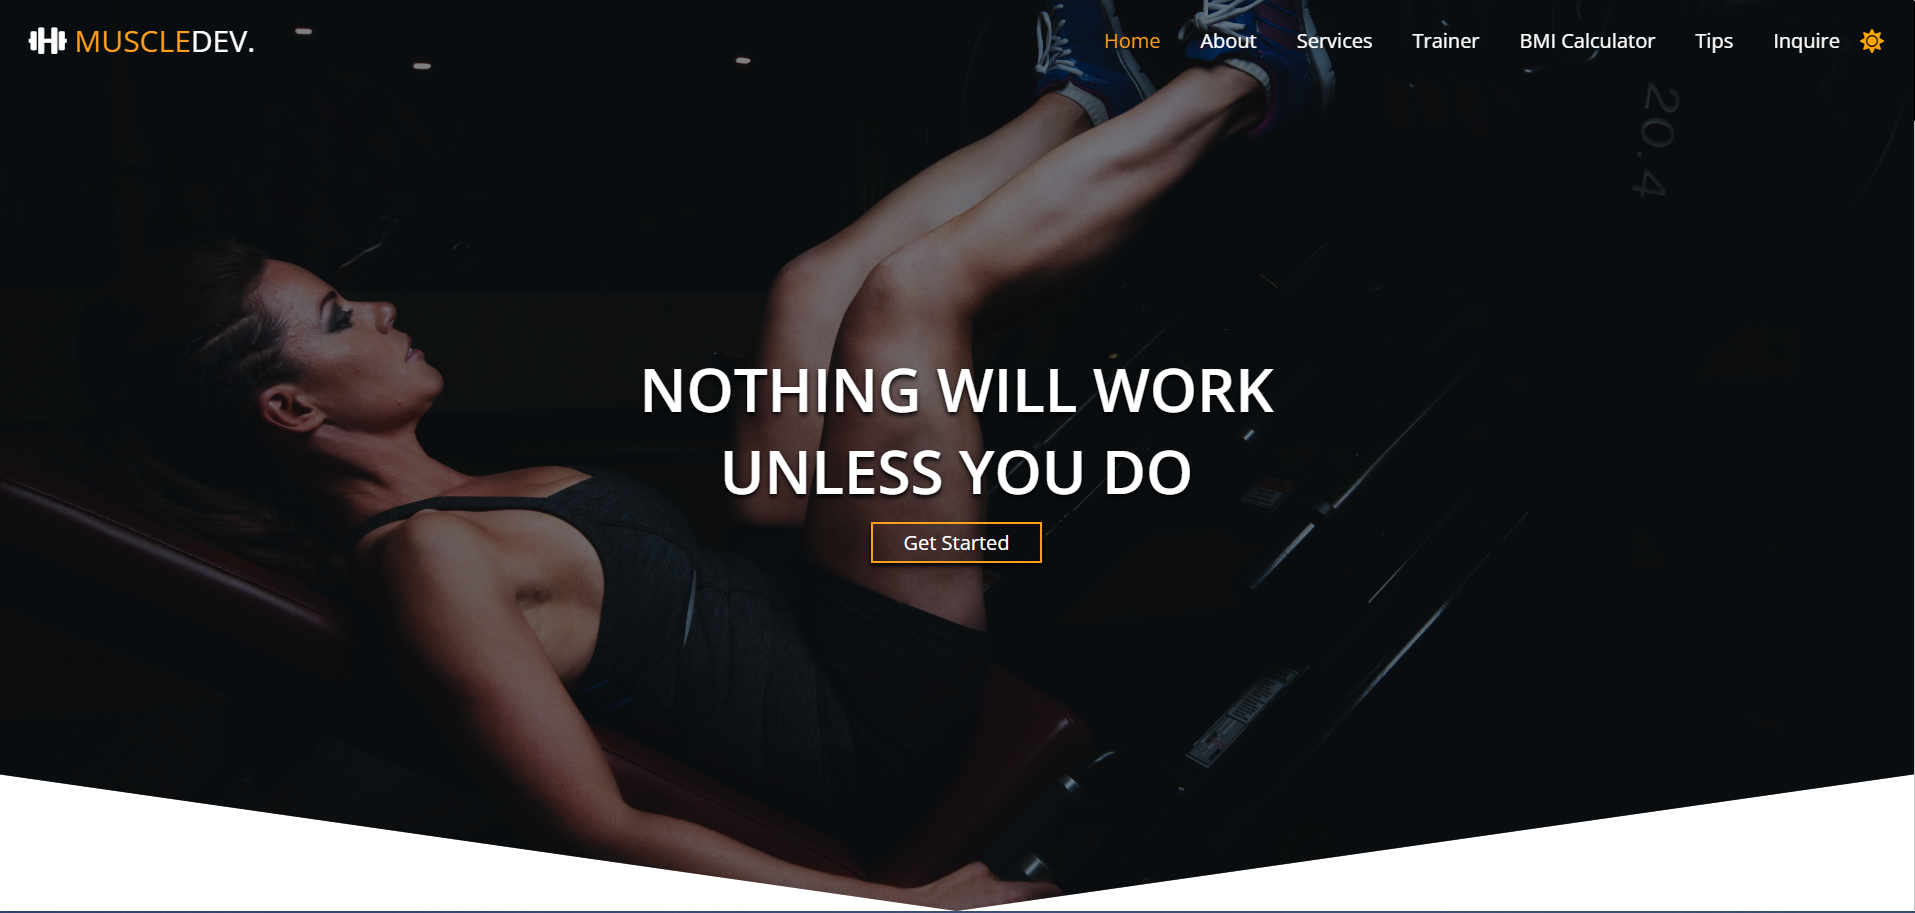 MUSCLEDEV.
Home About Services Trainer BMI Calculator Tips Inquire
20.4
NOTHING WILL WORK
UNLESS YOU DO
Get Started